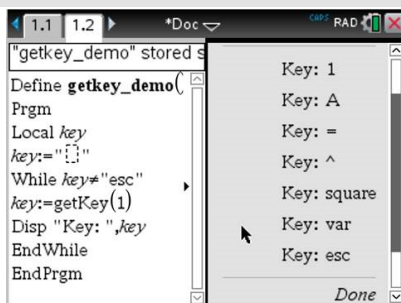 1.1 1.2 *Doc CAPS RAD
"getkey_demo" stored s
Define getkey_demo(
Prgm
Local key
key:=" "
While key≠"esc"
key:=getKey(1)
Disp "Key: ",key
EndWhile
EndPrgm
Key: 1
Key: A
Key: =
Key: ^
Key: square
Key: var
Key: esc
Done